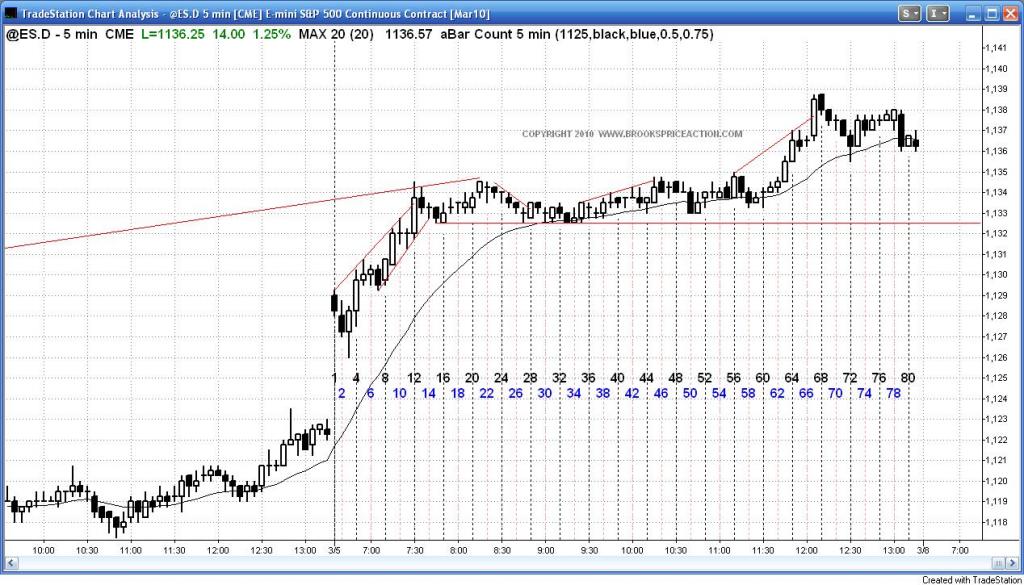 TradeStation Chart Analysis - @ES.D 5 min [CME] E-mini S&P 500 Continuous Contract [Mar10]
S
I
@ES.D - 5 min CME L=1136.25 14.00 1.25% MAX 20 (20) 1136.57 aBar Count 5 min (1125,black,blue,0.5,0.75)
1,141
1,140
1,139
1,138
COPYRIGHT 2010 WWW.BROOKSPRICEACTION.COM
1,137
1,136
1,135
1,134
1,133
1,132
1,131
1,130
1,129
1,128
1,127
1,126
1 4 8 12 16 20 24 28 32 36 40 44 48 52 56 60 64 68 72 76 80
1,125
2 6 10 14 18 22 26 30 34 38 42 46 50 54 58 62 66 70 74 78
1,124
1,123
1,122
1,121
1,120
1,119
1,118
10:00 10:30 11:00 11:30 12:00 12:30 13:00 3/5 7:00 7:30 8:00 8:30 9:00 9:30 10:00 10:30 11:00 11:30 12:00 12:30 13:00 3/8 7:00
Created with TradeStation